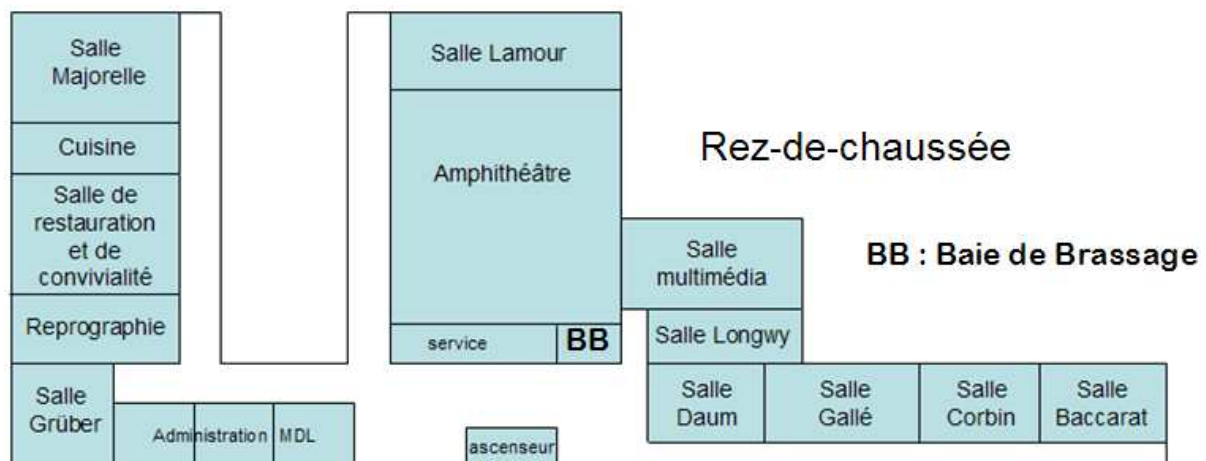 Salle
Majorelle
Cuisine
Salle de
restauration
et de
convivialité
Reprographie
Salle
Grüber
Administration
MDL
Salle Lamour
Amphithéâtre
service
BB
ascenseur
Rez-de-chaussée
BB : Baie de Brassage
Salle
multimédia
Salle Longwy
Salle
Daum
Salle
Gallé
Salle
Corbin
Salle
Baccarat